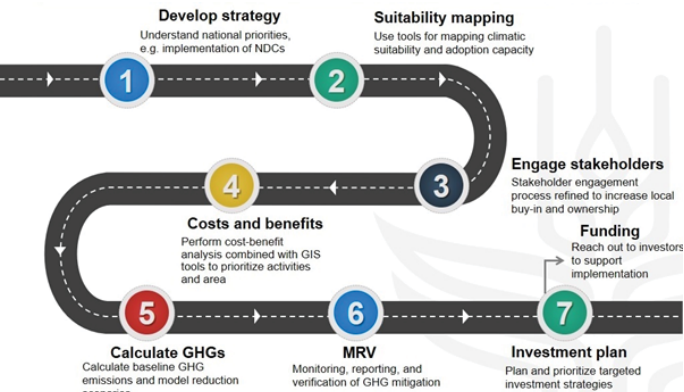 Develop strategy
Understand national priorities,
e.g. implementation of NDCs
1
Suitability mapping
Use tools for mapping climatic
suitability and adoption capacity
2
3
Engage stakeholders
Stakeholder engagement
process refined to increase local
buy-in and ownership
4
Costs and benefits
Perform cost-benefit
analysis combined with GIS
tools to prioritize activities
and area
Funding
Reach out to investors
to support
implementation
5
Calculate GHGs
Calculate baseline GHG
emissions and model reduction
6
MRV
Monitoring, reporting, and
verification of GHG mitigation
7
Investment plan
Plan and prioritize targeted
investment strategies